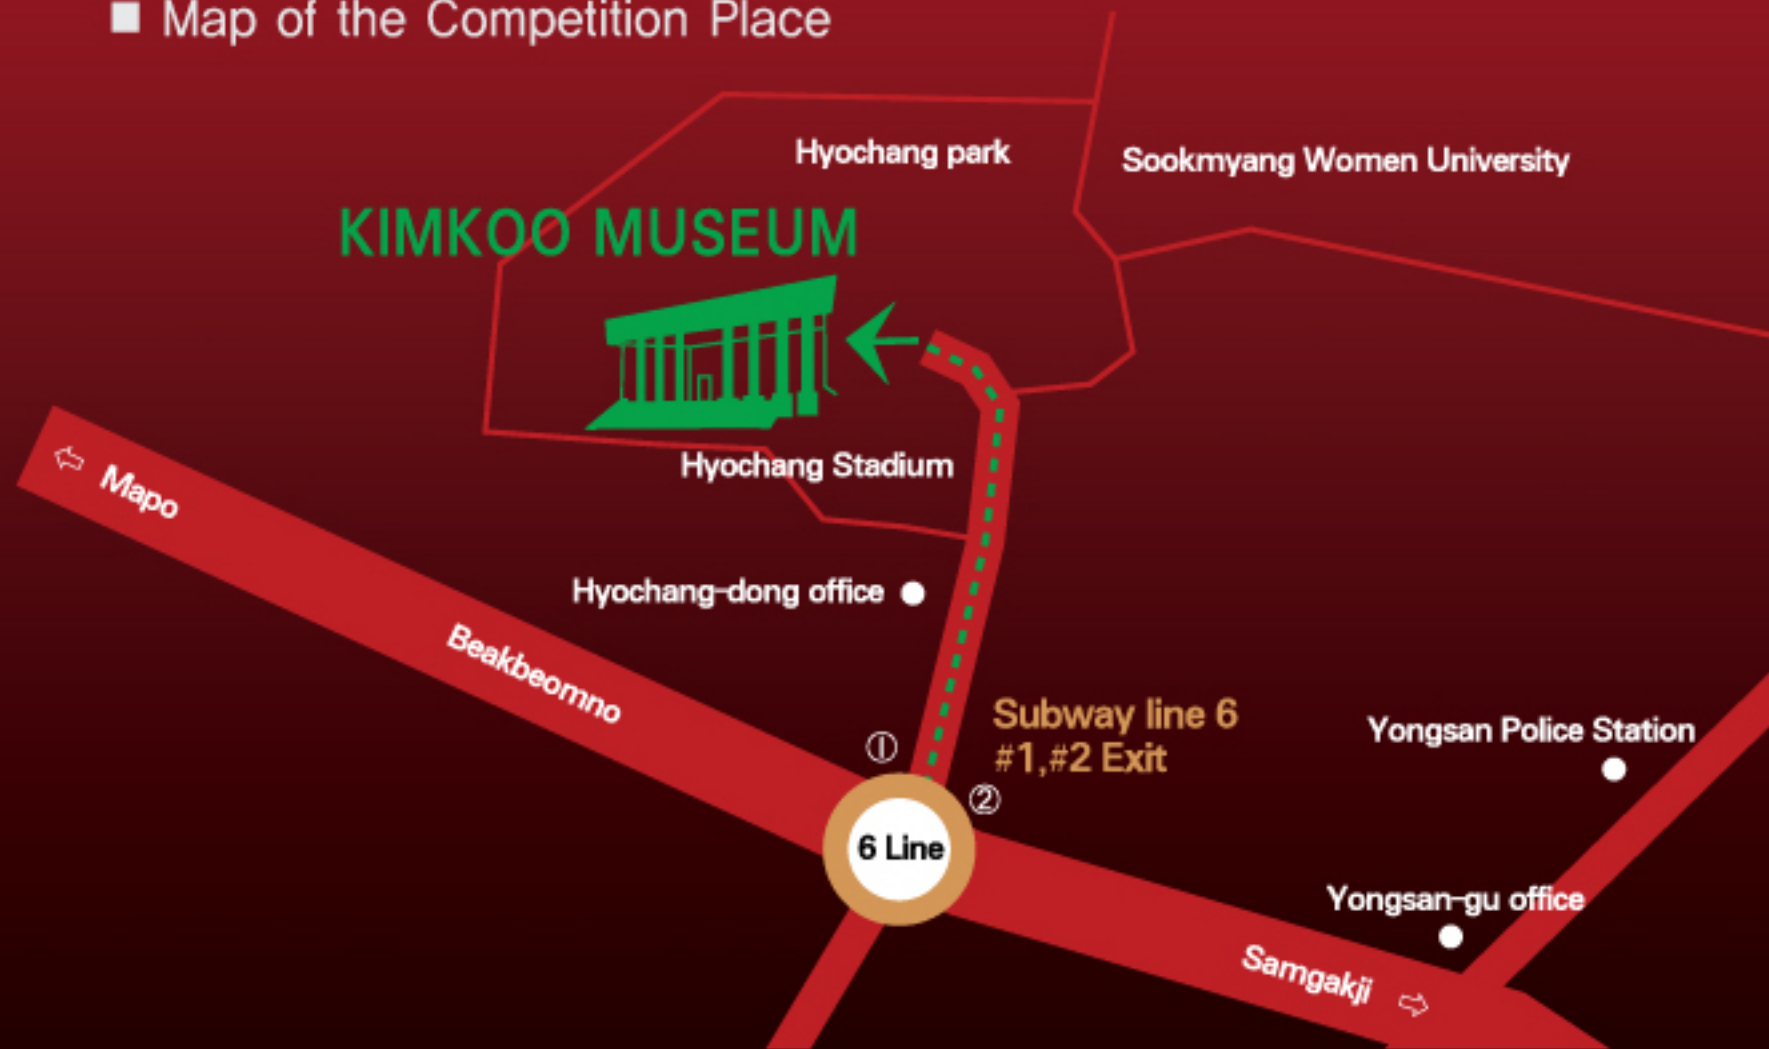 ■ Map of the Competition Place
Hyochang park
Sookmyang Women University
KIMKOO MUSEUM
Hyochang Stadium
⇦ Mapo
Hyochang-dong office
Beakbeomno
Subway line 6
#1,#2 Exit
①
②
Yongsan Police Station
6 Line
Yongsan-gu office
Samgakji ⇨